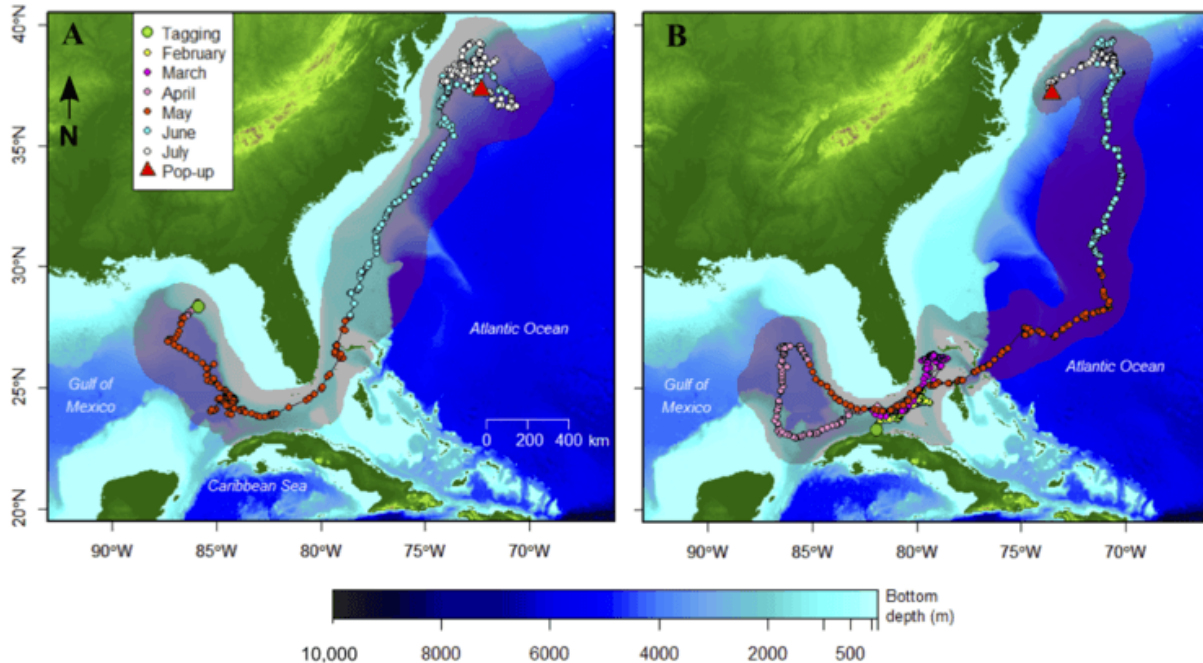 A
Tagging
February
March
April
May
June
July
Pop-up
N
40°N
35°N
30°N
25°N
20°N
Atlantic Ocean
Gulf of
Mexico
0 200 400 km
Caribbean Sea
90°W 85°W 80°W 75°W 70°W
B
Atlantic Ocean
Gulf of
Mexico
90°W 85°W 80°W 75°W 70°W
Bottom
depth (m)
10,000 8000 6000 4000 2000 500